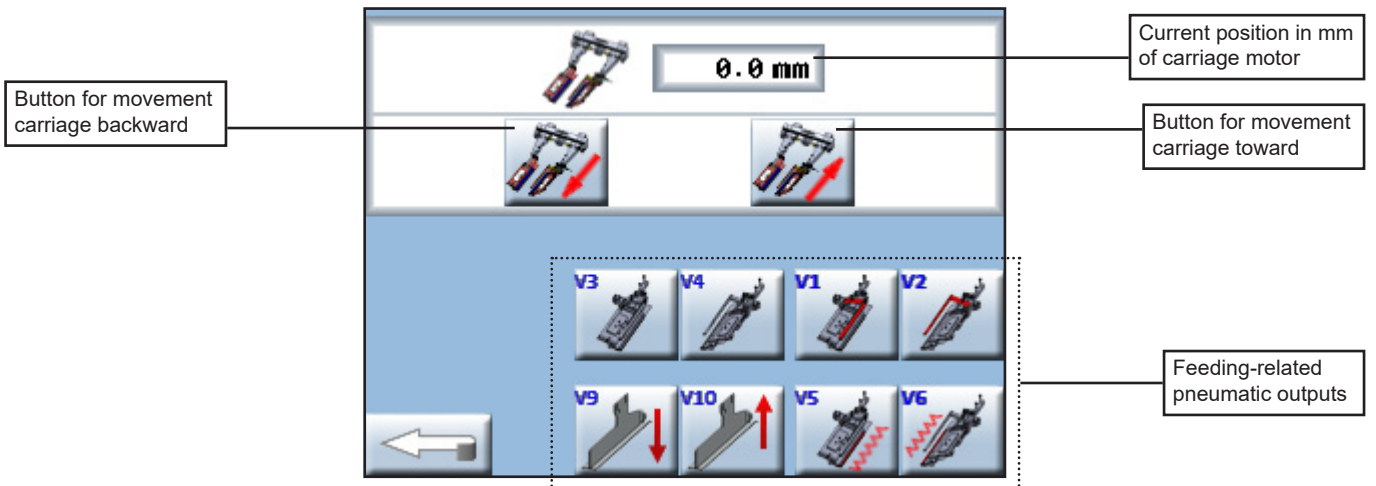 Current position in mm
of carriage motor
0.0 mm
Button for movement
carriage backward
Button for movement
carriage toward
V3 V4 V1 V2
Feeding-related
pneumatic outputs
V9 V10 V5 V6